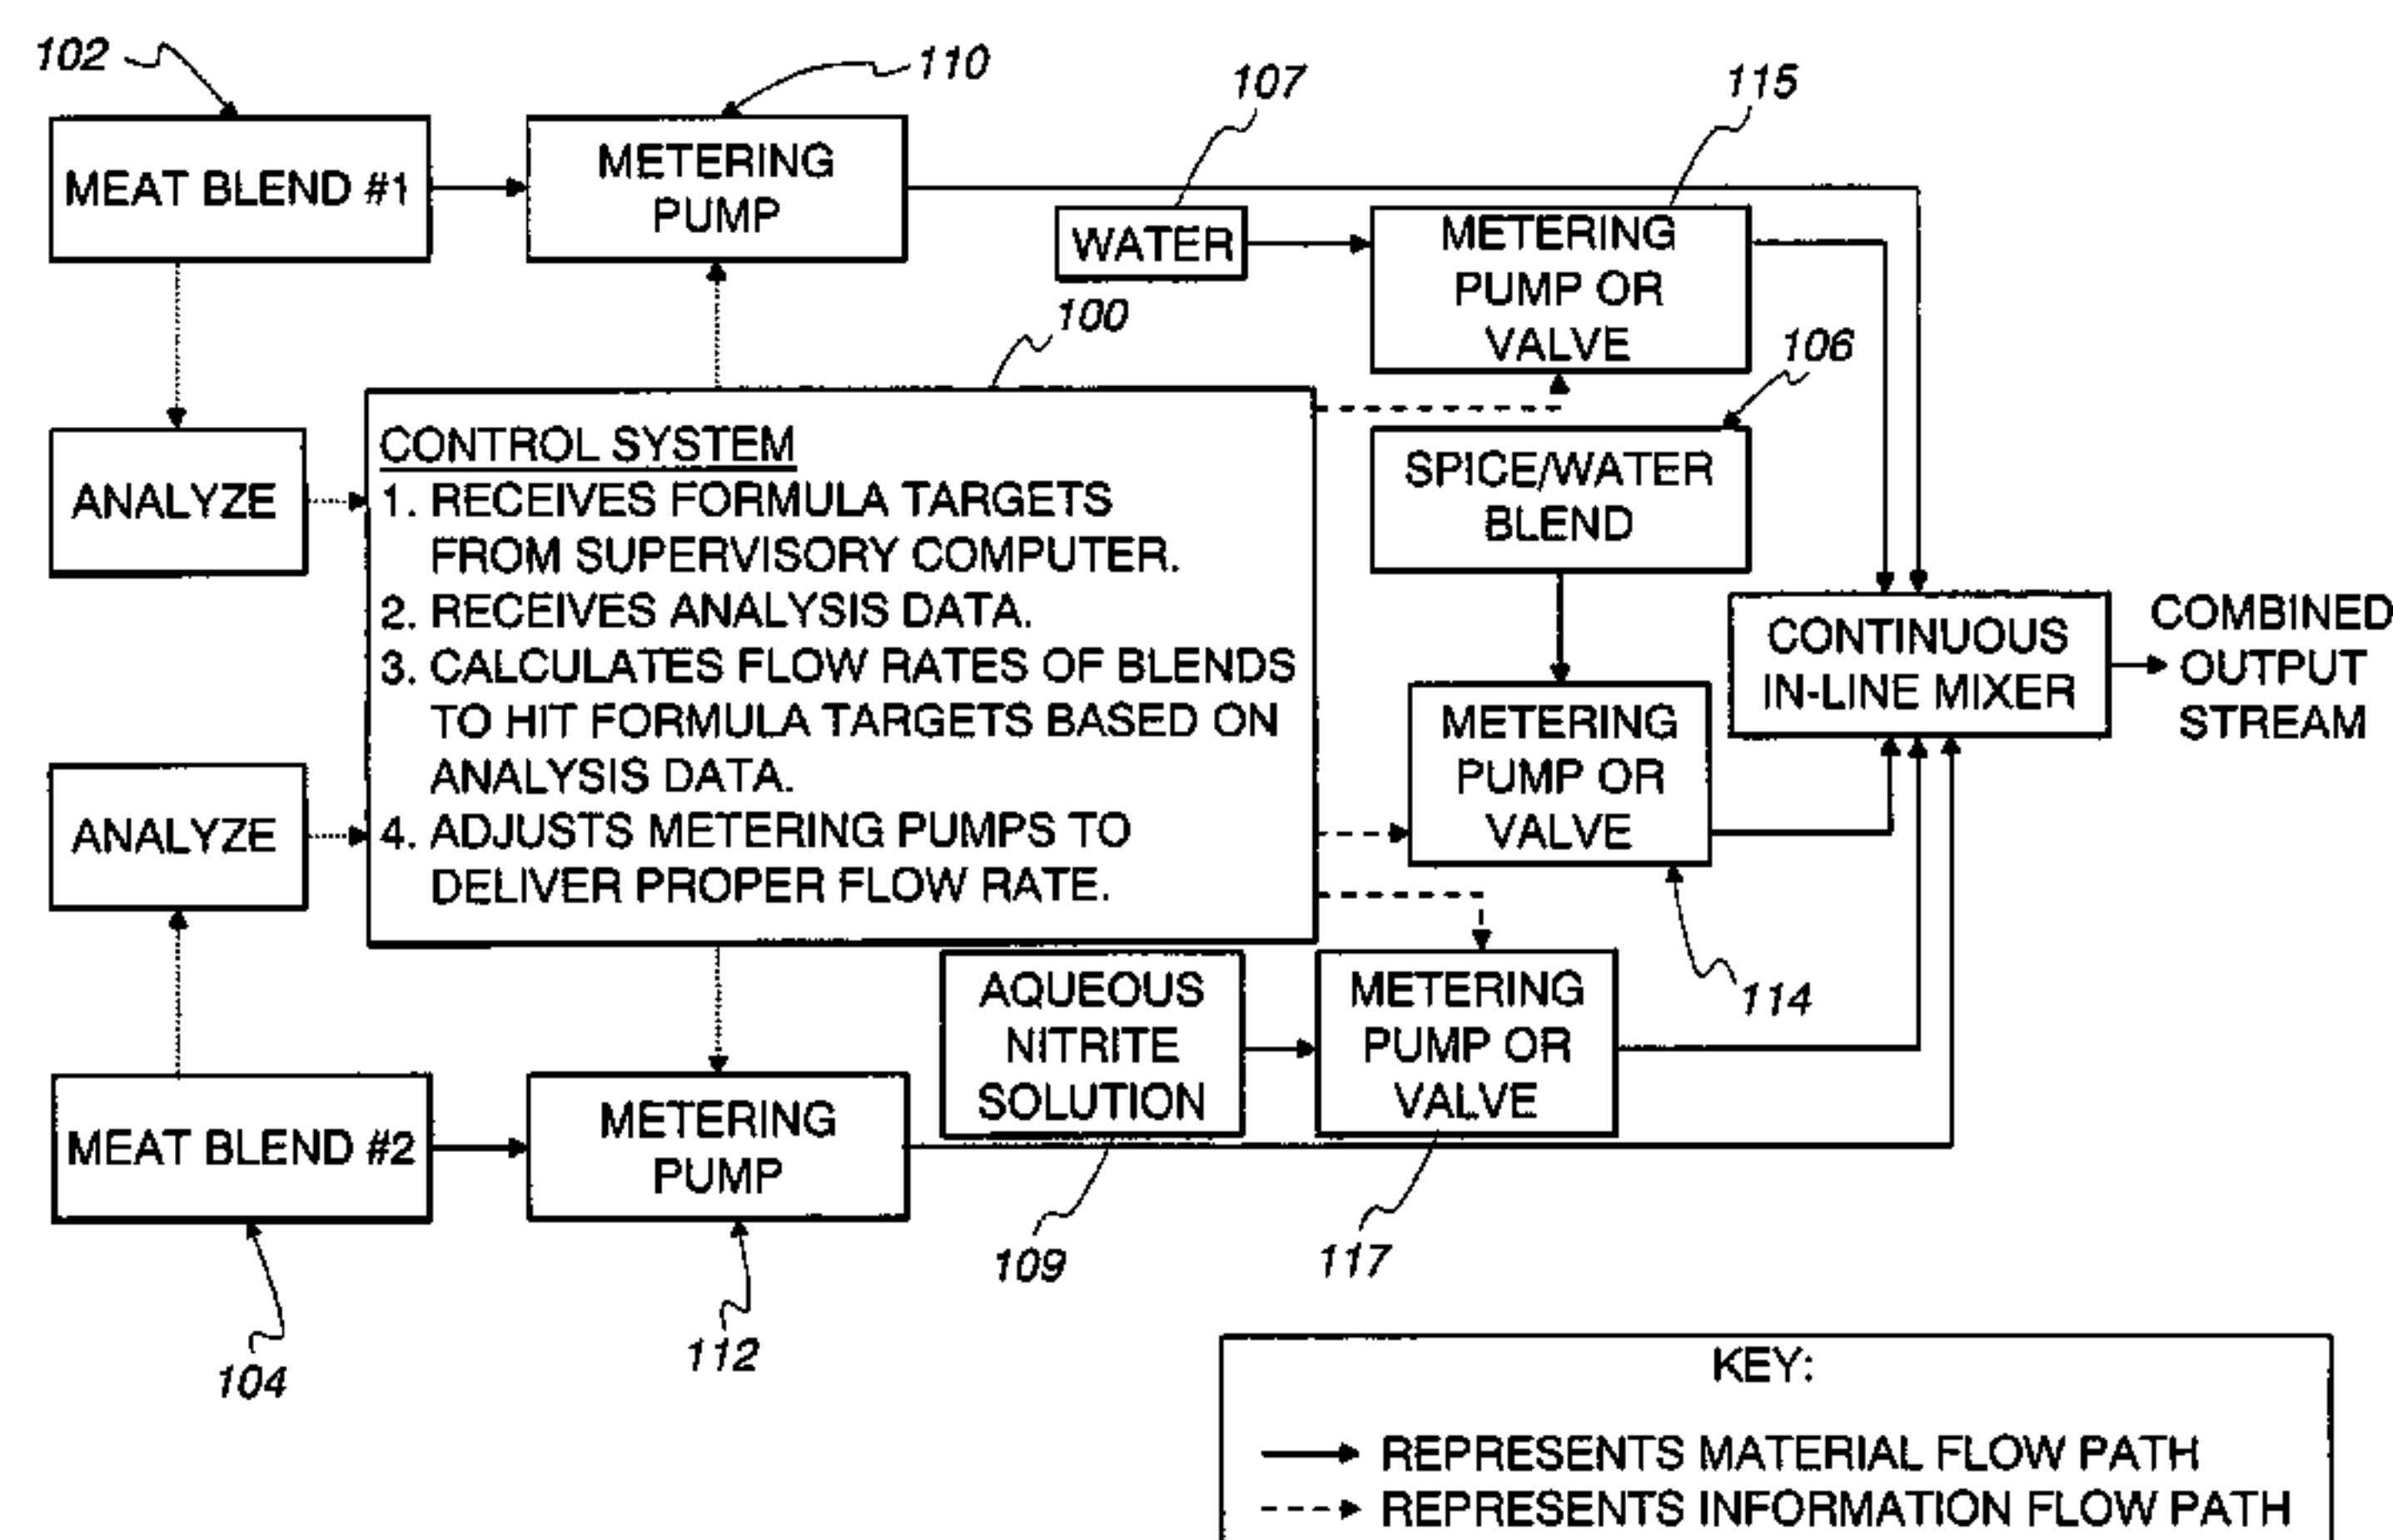 102
110
107
115
MEAT BLEND #1
METERING
PUMP
WATER
METERING
PUMP OR
VALVE
100
106
ANALYZE
CONTROL SYSTEM
1. RECEIVES FORMULA TARGETS
FROM SUPERVISORY COMPUTER.
2. RECEIVES ANALYSIS DATA.
3. CALCULATES FLOW RATES OF BLENDS
TO HIT FORMULA TARGETS BASED ON
ANALYSIS DATA.
4. ADJUSTS METERING PUMPS TO
DELIVER PROPER FLOW RATE.
SPICE/WATER
BLEND
CONTINUOUS
IN-LINE MIXER
COMBINED
OUTPUT
STREAM
METERING
PUMP OR
VALVE
ANALYZE
114
AQUEOUS
NITRITE
SOLUTION
METERING
PUMP OR
VALVE
MEAT BLEND #2
METERING
PUMP
109
117
104
112
KEY:
REPRESENTS MATERIAL FLOW PATH
REPRESENTS INFORMATION FLOW PATH